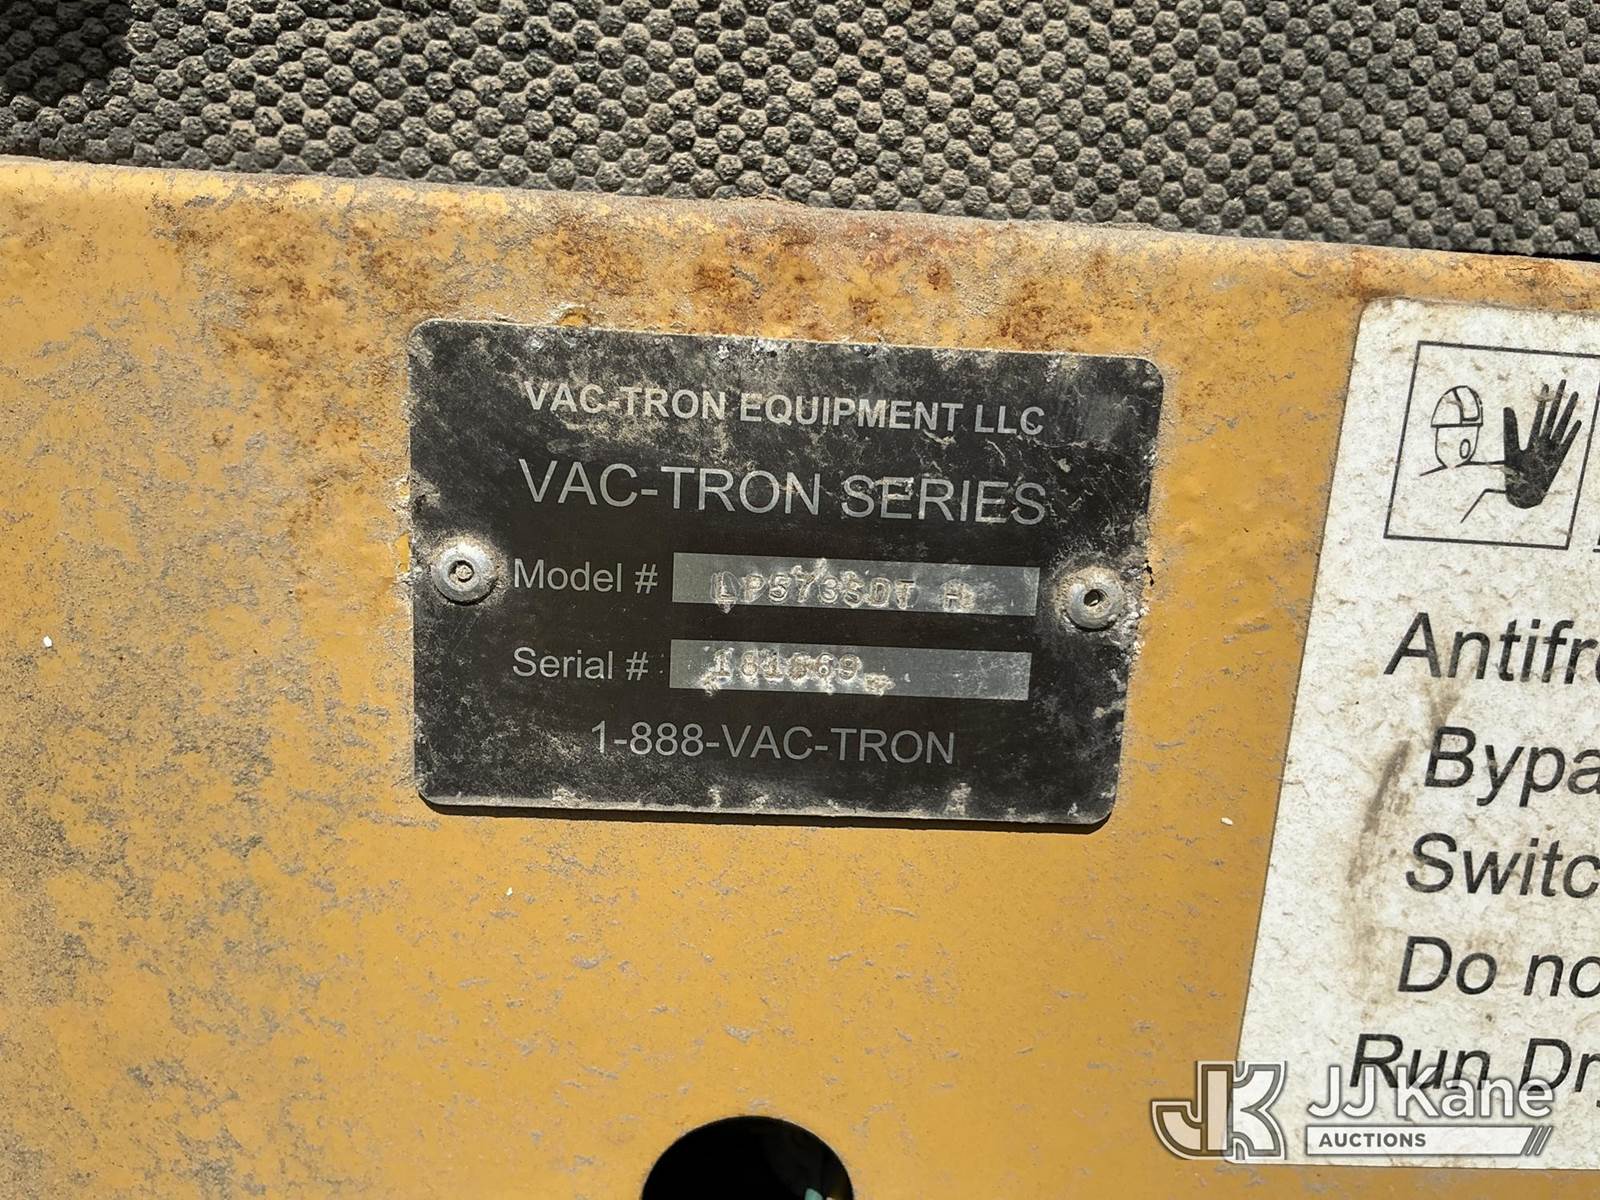 VAC-TRON EQUIPMENT LLC
VAC-TRON SERIES
Model # LP573SDT H
Serial #
1-888-VAC-TRON
Antifr
Bypa
Switc
Do no
Run Dr
JJ Kane
AUCTIONS